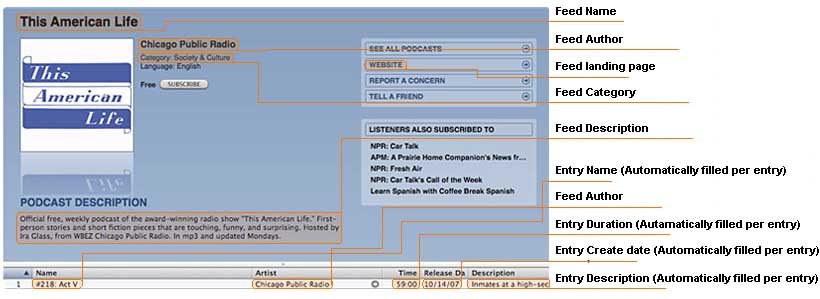 This American Life
Feed Name
Chicago Public Radio
Feed Author
Category: Society & Culture
Language: English
Free SUBSCRIBE
This
American
Life
SEE ALL PODCASTS
WEBSITE
Feed landing page
REPORT A CONCERN
TELL A FRIEND
Feed Category
LISTENERS ALSO SUBSCRIBED TO
Feed Description
NPR: Car Talk
APM: A Prairie Home Companion's News fr...
NPR: Fresh Air
NPR: Car Talk's Call of the Week
Learn Spanish with Coffee Break Spanish
Entry Name (Automatically filled per entry)
Feed Author
PODCAST DESCRIPTION
Official free, weekly podcast of the award-winning radio show "This American Life." First-
person stories and short fiction pieces that are touching, funny, and surprising. Hosted by
Ira Glass, from WBEZ Chicago Public Radio. In mp3 and updated Mondays.
Entry Duration (Autamatically filled per entry)
Entry Create date (Automatically filled per entry)
Name Artist Time Release Da Description
1 #218: Act V Chicago Public Radio 59:00 10/14/07 Inmates at a high-sec
Entry Description (Automatically filled per entry)